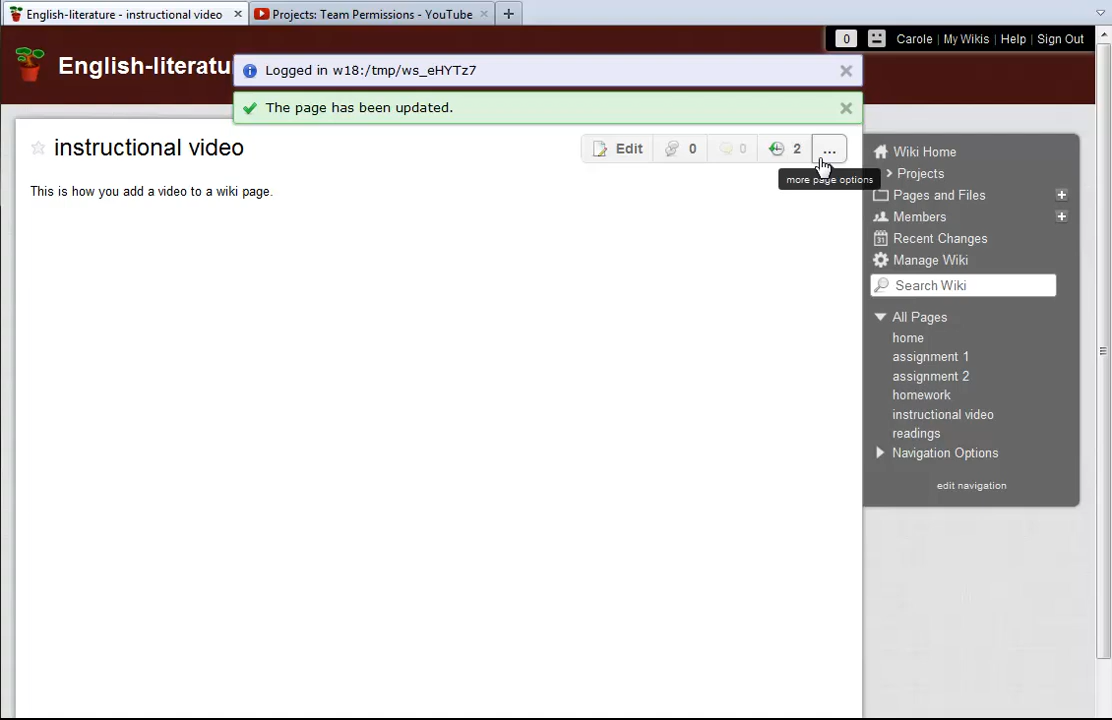 English-literature - instructional video
Projects: Team Permissions - YouTube
0
Carole | My Wikis | Help | Sign Out
English-literatu
Logged in w18:/tmp/ws_eHYTz7
The page has been updated.
instructional video
Edit
0
0
2
...
more page options
This is how you add a video to a wiki page.
Wiki Home
Projects
Pages and Files
Members
31
Recent Changes
Manage Wiki
Search Wiki
All Pages
home
assignment 1
assignment 2
homework
instructional video
readings
Navigation Options
edit navigation